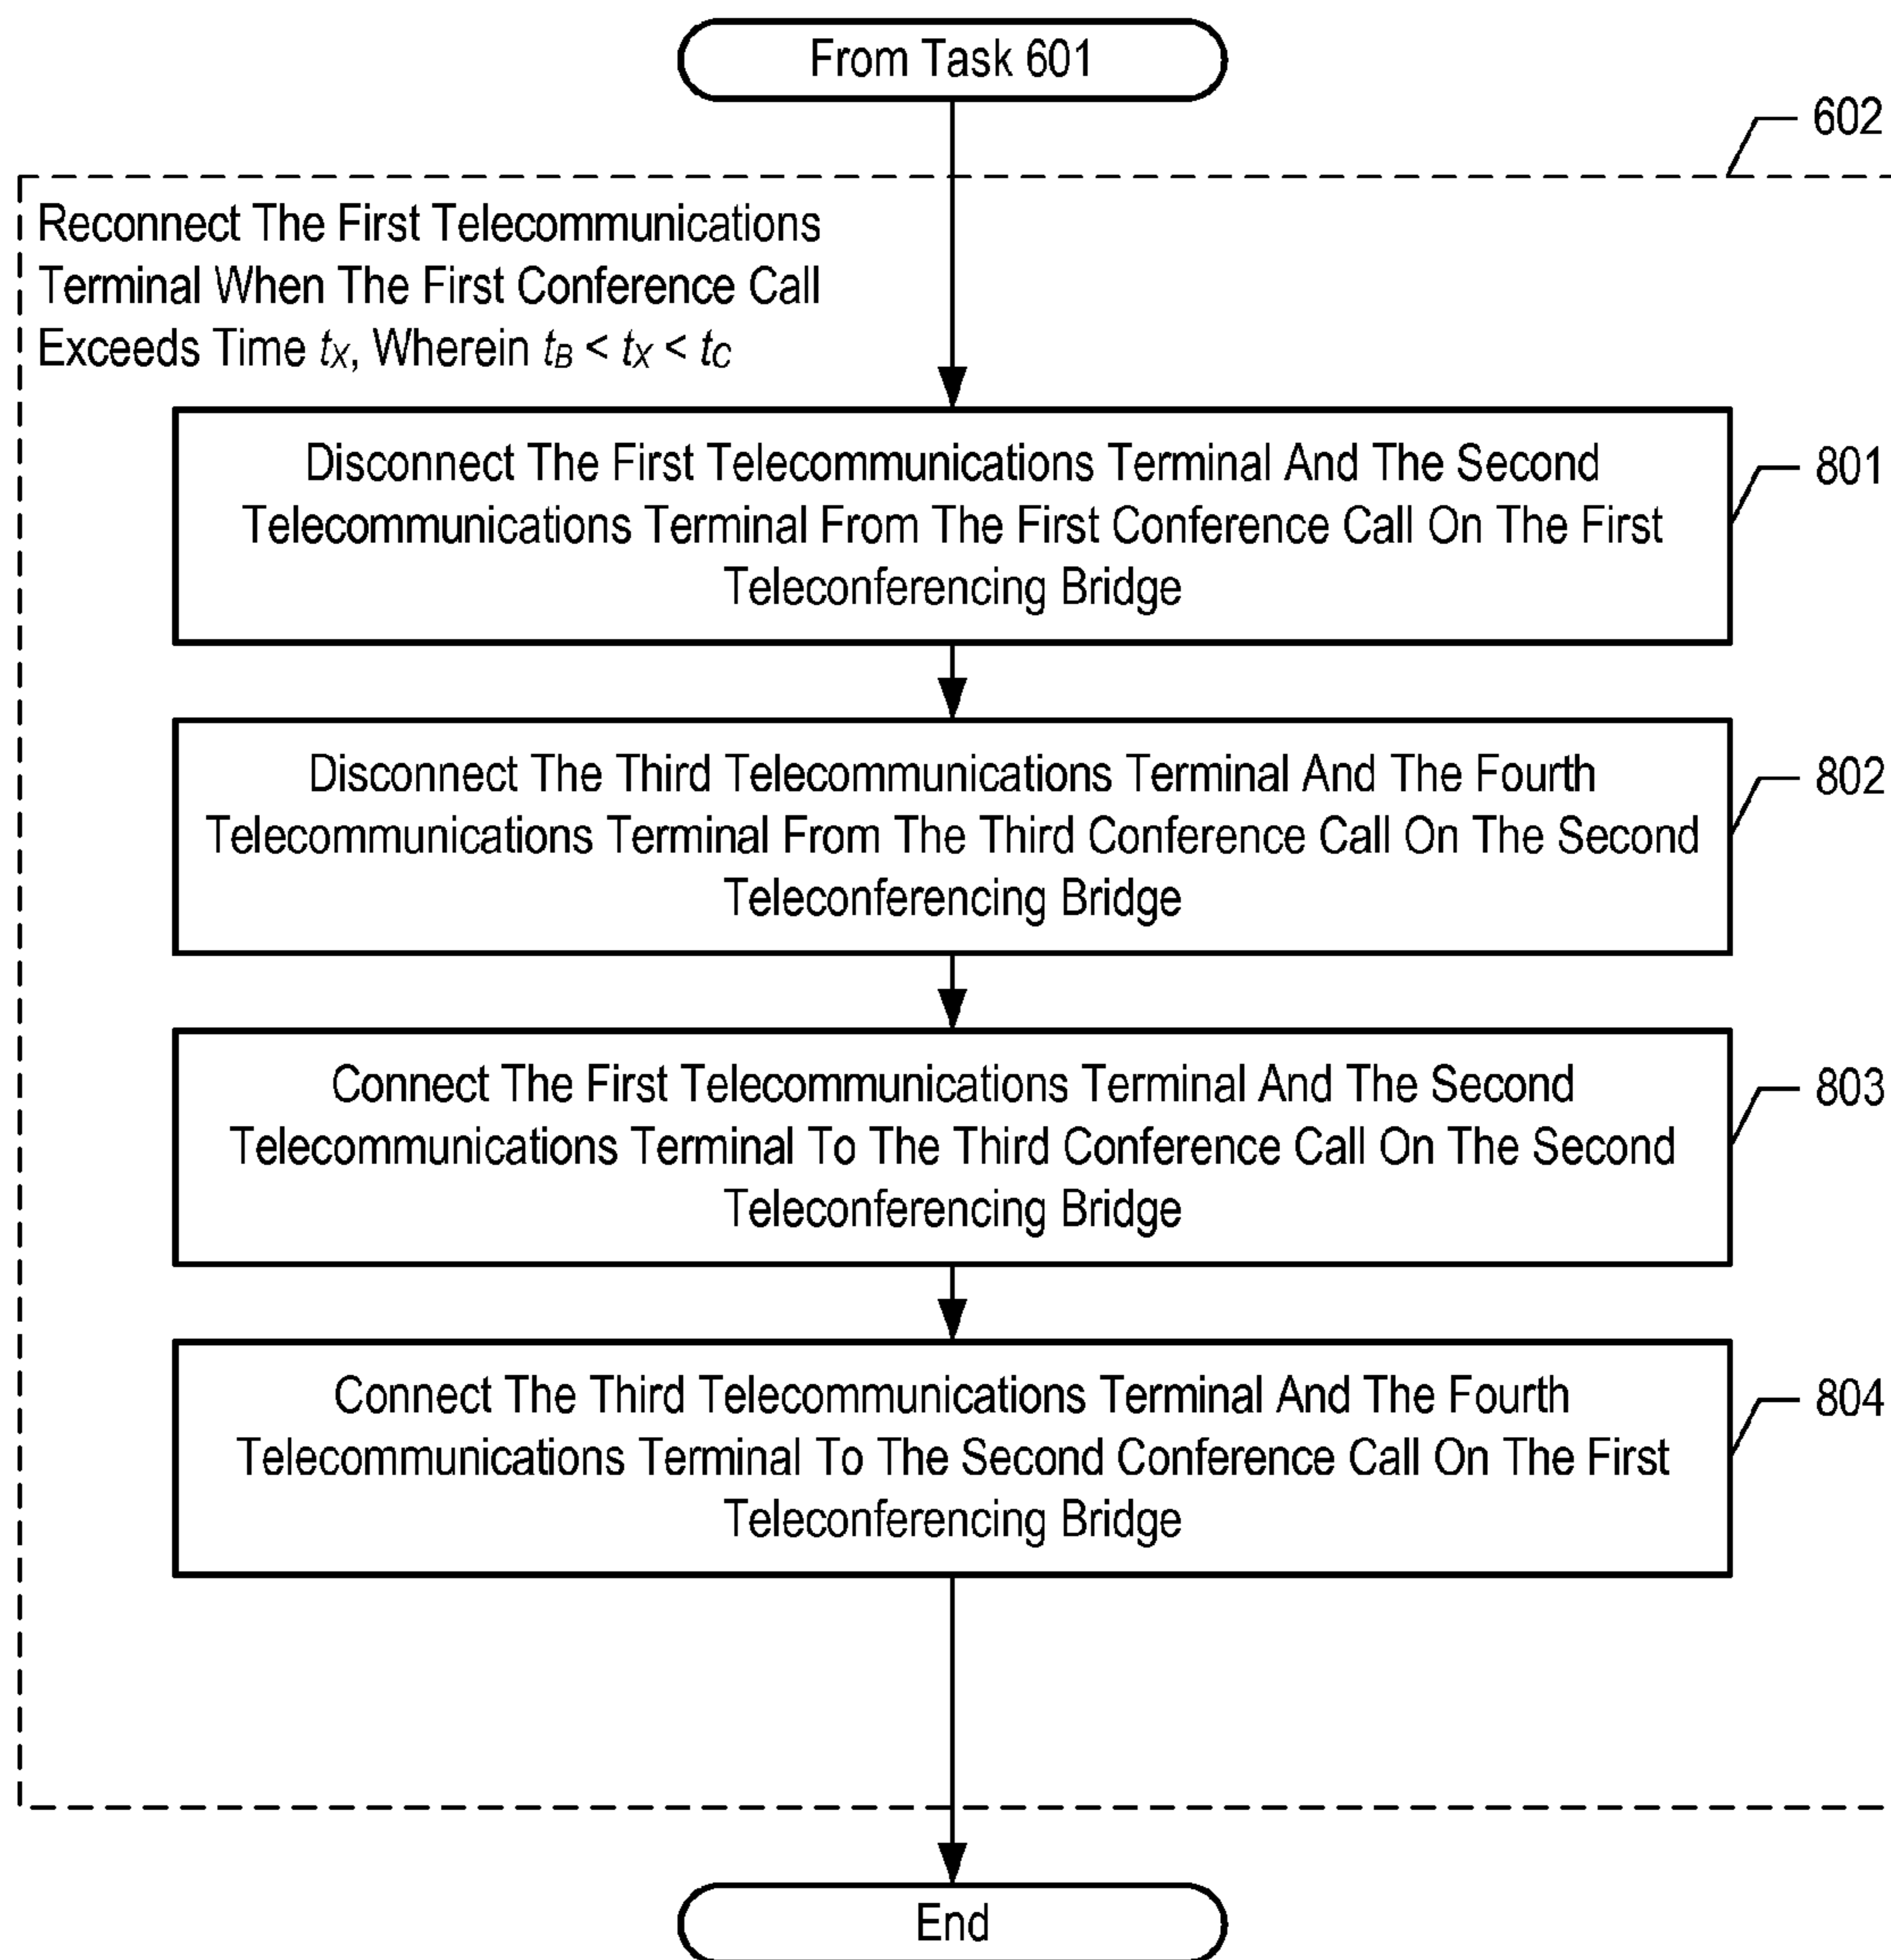 From Task 601
602
Reconnect The First Telecommunications
Terminal When The First Conference Call
Exceeds Time tX, Wherein tB < tX < tC
Disconnect The First Telecommunications Terminal And The Second
Telecommunications Terminal From The First Conference Call On The First
Teleconferencing Bridge
801
Disconnect The Third Telecommunications Terminal And The Fourth
Telecommunications Terminal From The Third Conference Call On The Second
Teleconferencing Bridge
802
Connect The First Telecommunications Terminal And The Second
Telecommunications Terminal To The Third Conference Call On The Second
Teleconferencing Bridge
803
Connect The Third Telecommunications Terminal And The Fourth
Telecommunications Terminal To The Second Conference Call On The First
Teleconferencing Bridge
804
End